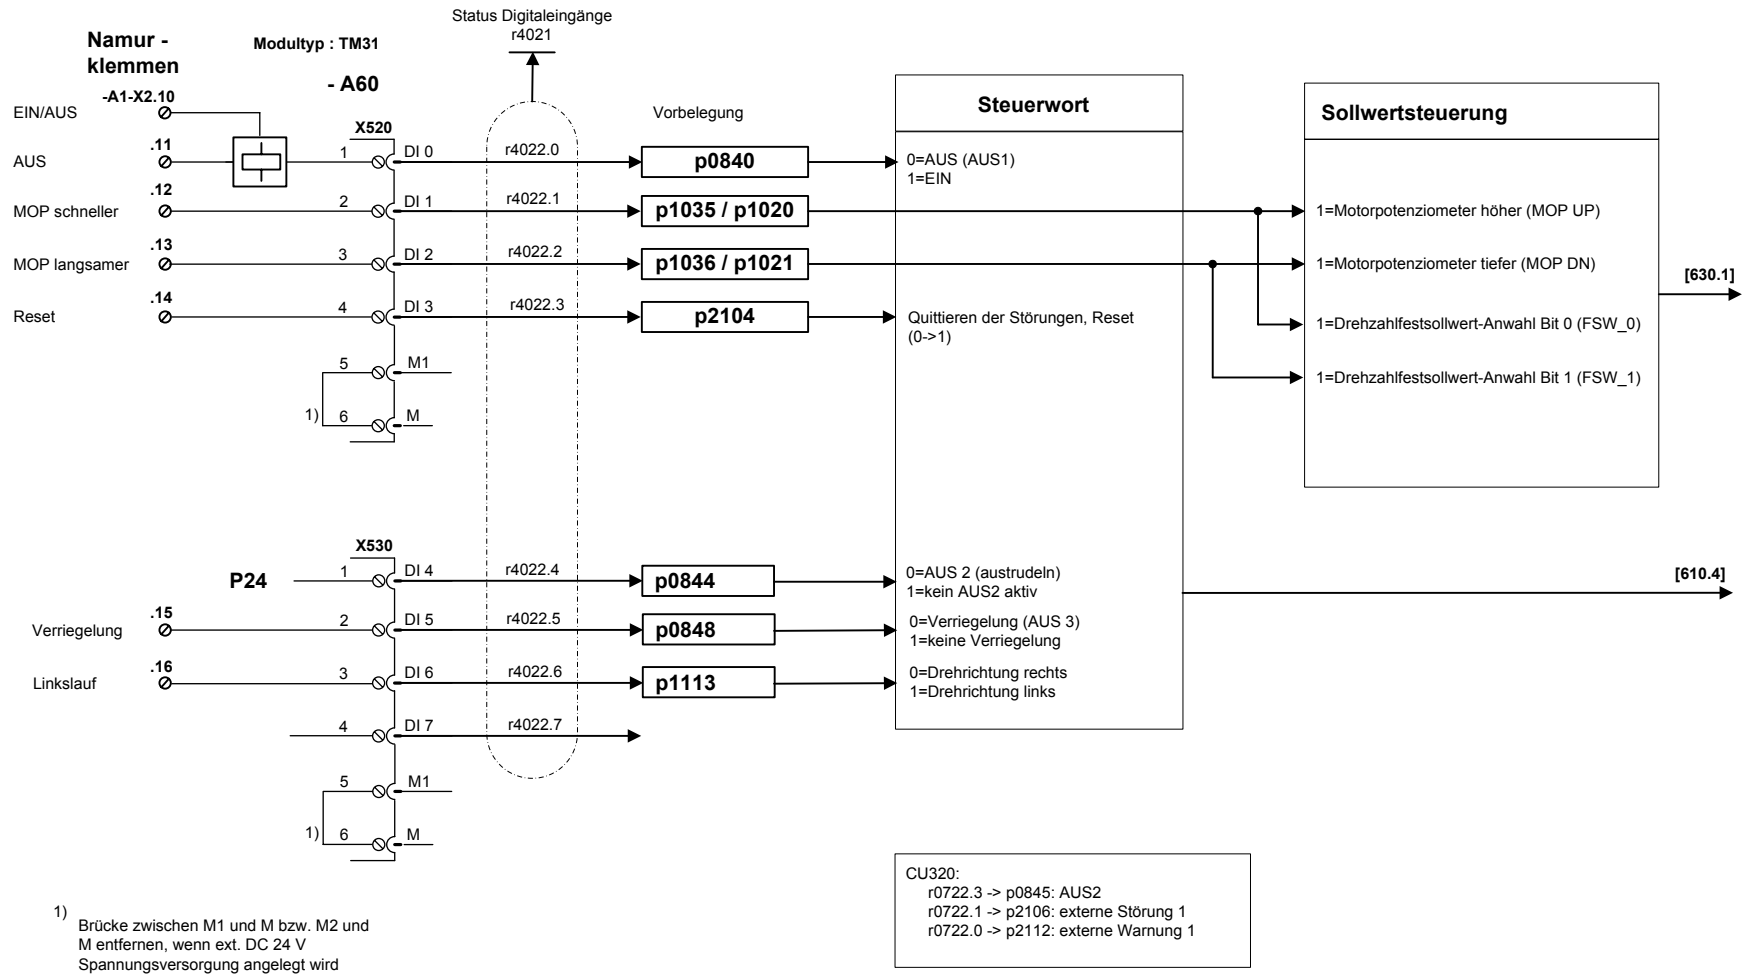 Status Digitaleingänge
r4021
Namur -
klemmen
Modultyp : TM31
- A60
-A1-X2.10
EIN/AUS
X520
Vorbelegung
Steuerwort
Sollwertsteuerung
AUS
.11
1
DI 0
r4022.0
p0840
0=AUS (AUS1)
1=EIN
MOP schneller
.12
2
DI 1
r4022.1
p1035 / p1020
1=Motorpotenziometer höher (MOP UP)
MOP langsamer
.13
3
DI 2
r4022.2
p1036 / p1021
1=Motorpotenziometer tiefer (MOP DN)
[630.1]
Reset
.14
4
DI 3
r4022.3
p2104
Quittieren der Störungen, Reset
(0->1)
1=Drehzahlfestsollwert-Anwahl Bit 0 (FSW_0)
5
M1
1=Drehzahlfestsollwert-Anwahl Bit 1 (FSW_1)
1)
6
M
X530
P24
1
DI 4
r4022.4
p0844
0=AUS 2 (austrudeln)
1=kein AUS2 aktiv
[610.4]
Verriegelung
.15
2
DI 5
r4022.5
p0848
0=Verriegelung (AUS 3)
1=keine Verriegelung
Linkslauf
.16
3
DI 6
r4022.6
p1113
0=Drehrichtung rechts
1=Drehrichtung links
4
DI 7
r4022.7
5
M1
1)
6
M
CU320:
r0722.3 -> p0845: AUS2
r0722.1 -> p2106: externe Störung 1
r0722.0 -> p2112: externe Warnung 1
1)
Brücke zwischen M1 und M bzw. M2 und
M entfernen, wenn ext. DC 24 V
Spannungsversorgung angelegt wird